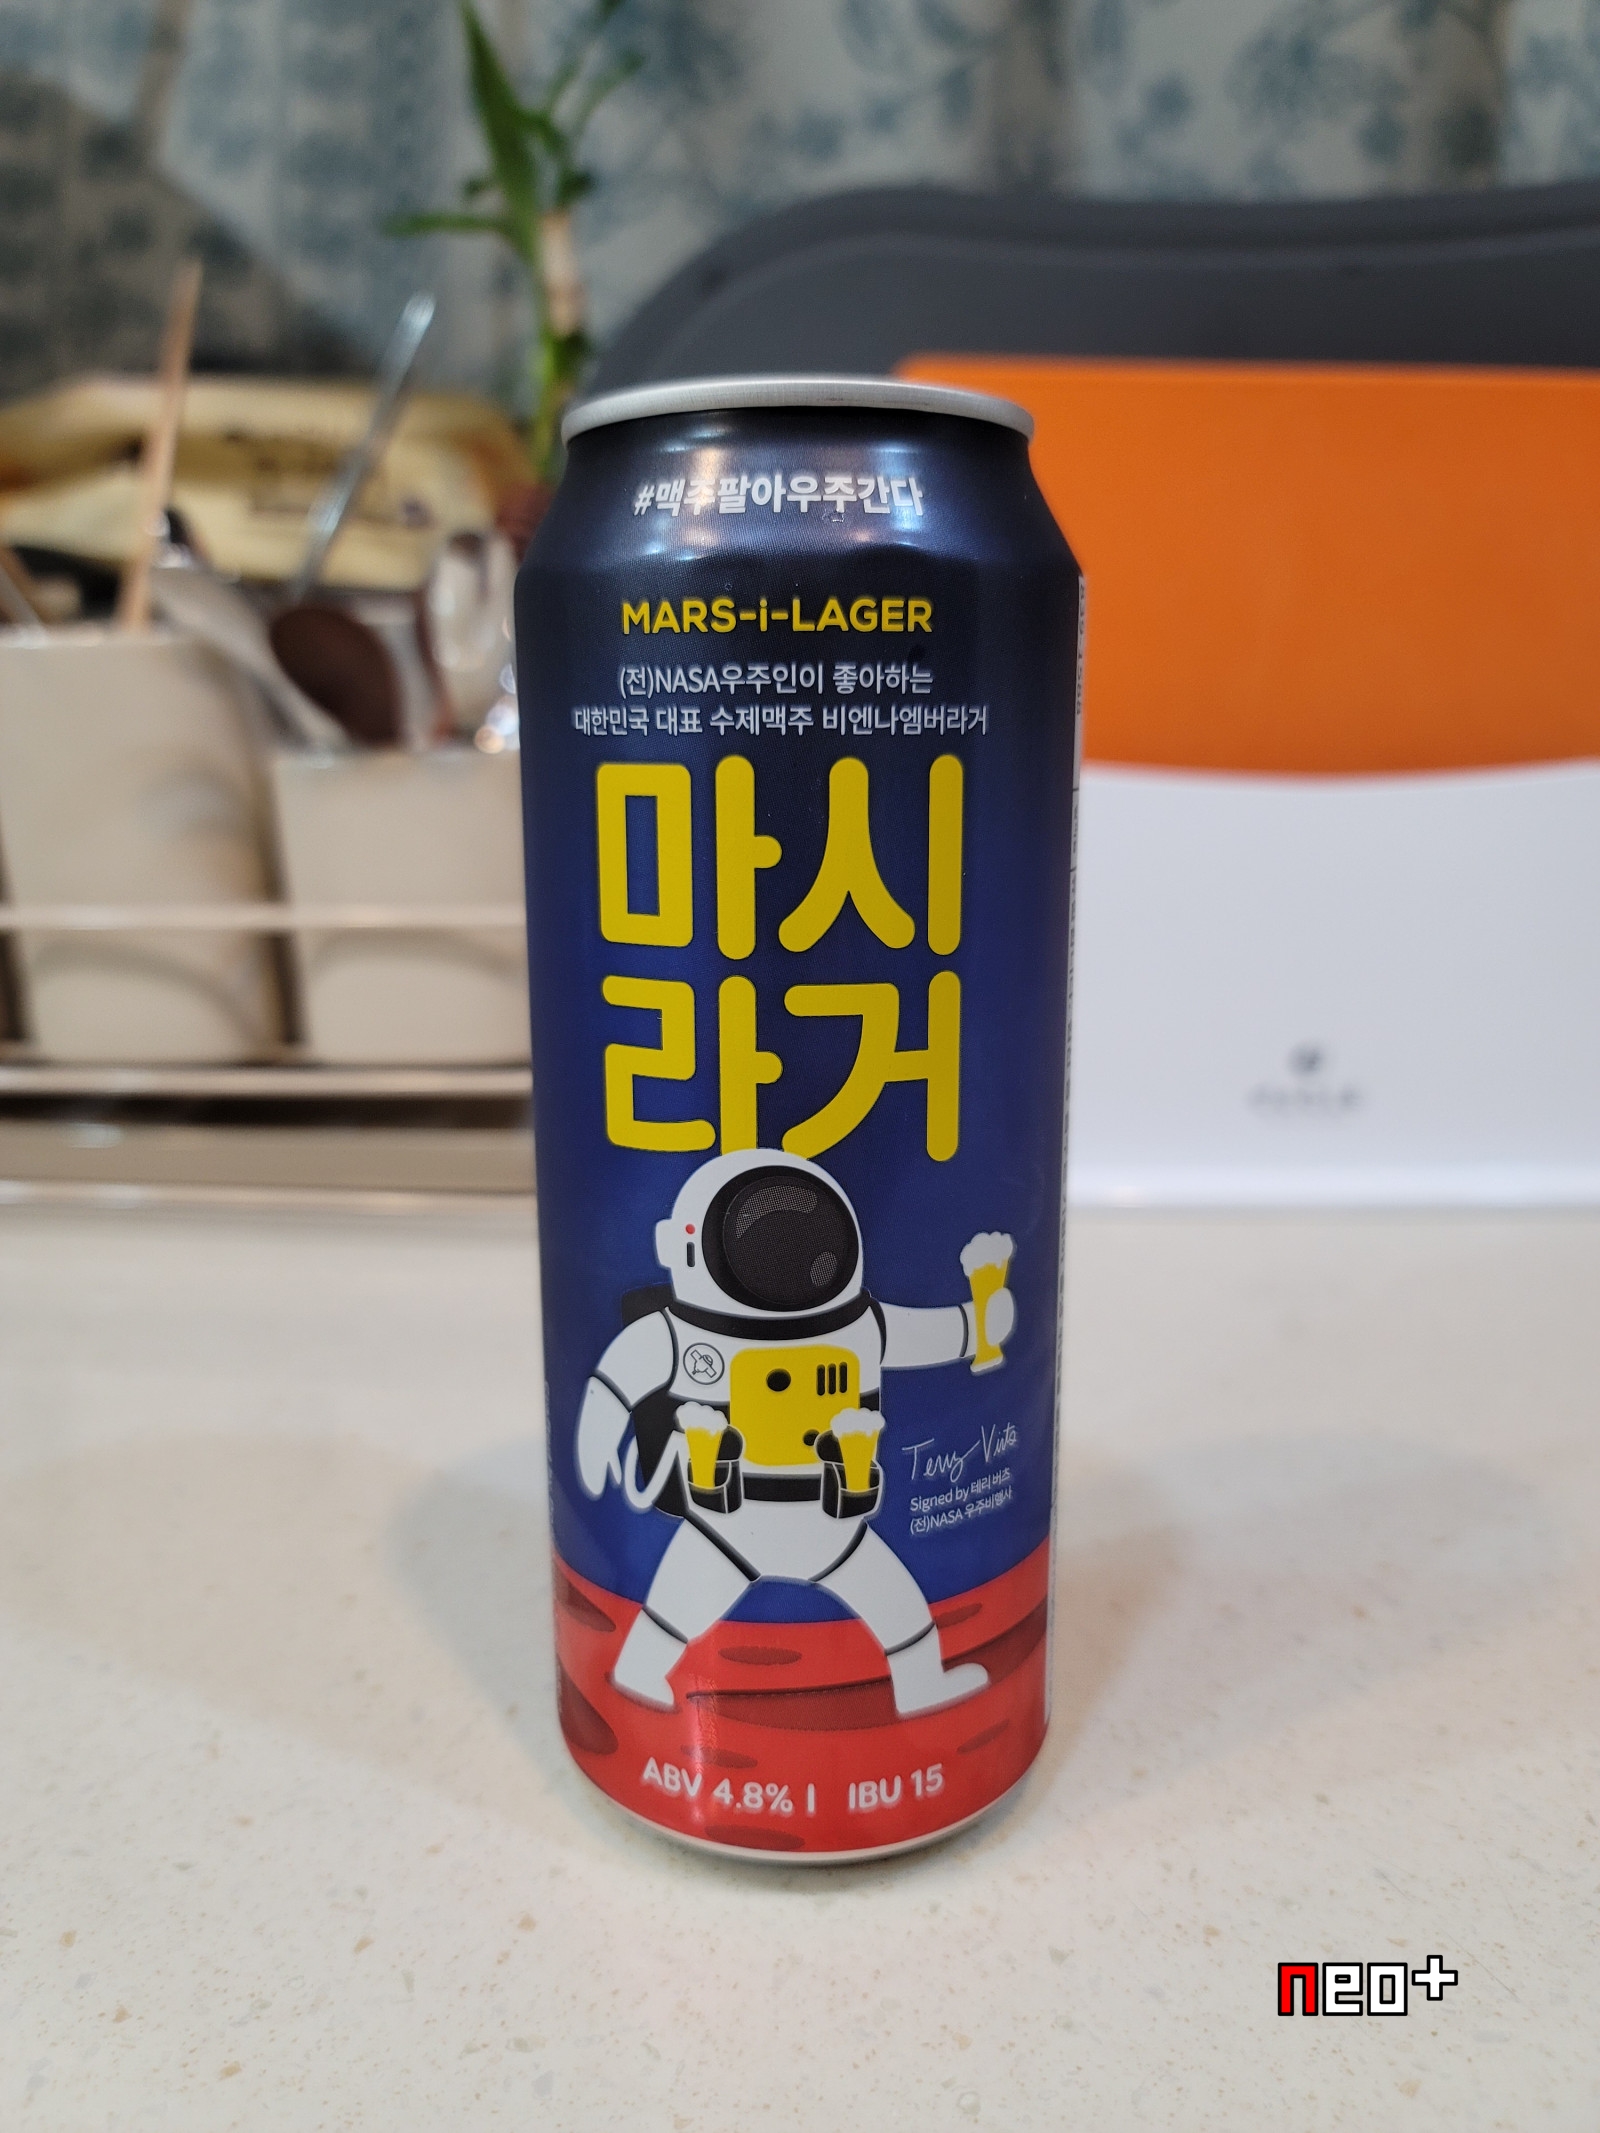 #맥주팔아우주간다
MARS-i-LAGER
(전)NASA우주인이 좋아하는
대한민국 대표 수제맥주 비엔나엠버라거
마시
라거
Terry Virts
Signed by 테리 버츠
(전)NASA 우주비행사
ABV 4.8% | IBU 15
neo+